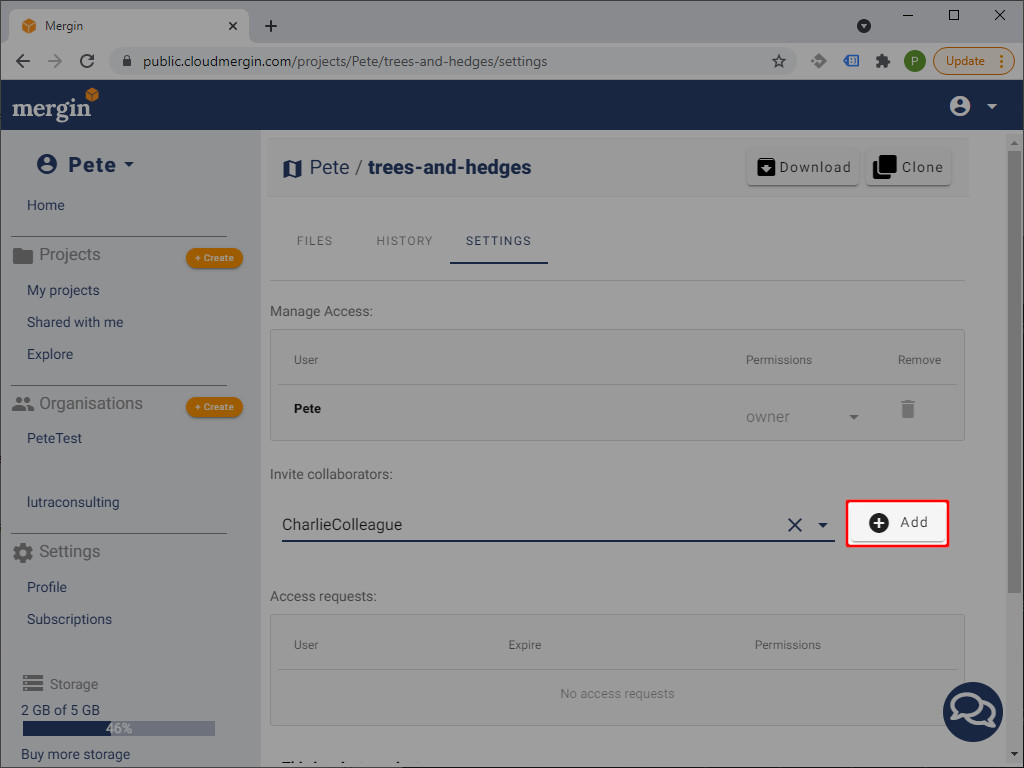 Mergin
public.cloudmergin.com/projects/Pete/trees-and-hedges/settings
P
Update
mergin
Pete
Home
Projects
+ Create
My projects
Shared with me
Explore
Organisations
+ Create
PeteTest
lutraconsulting
Settings
Profile
Subscriptions
Storage
2 GB of 5 GB
46%
Buy more storage
Pete / trees-and-hedges
Download
Clone
FILES
HISTORY
SETTINGS
Manage Access:
User Permissions Remove
Pete owner
Invite collaborators:
CharlieColleague
Add
Access requests:
User Expire Permissions
No access requests